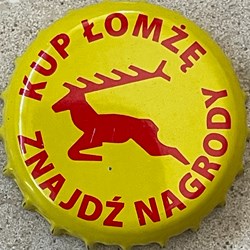 KUP ŁOMŻĘ
ZNAJDŹ NAGRODY